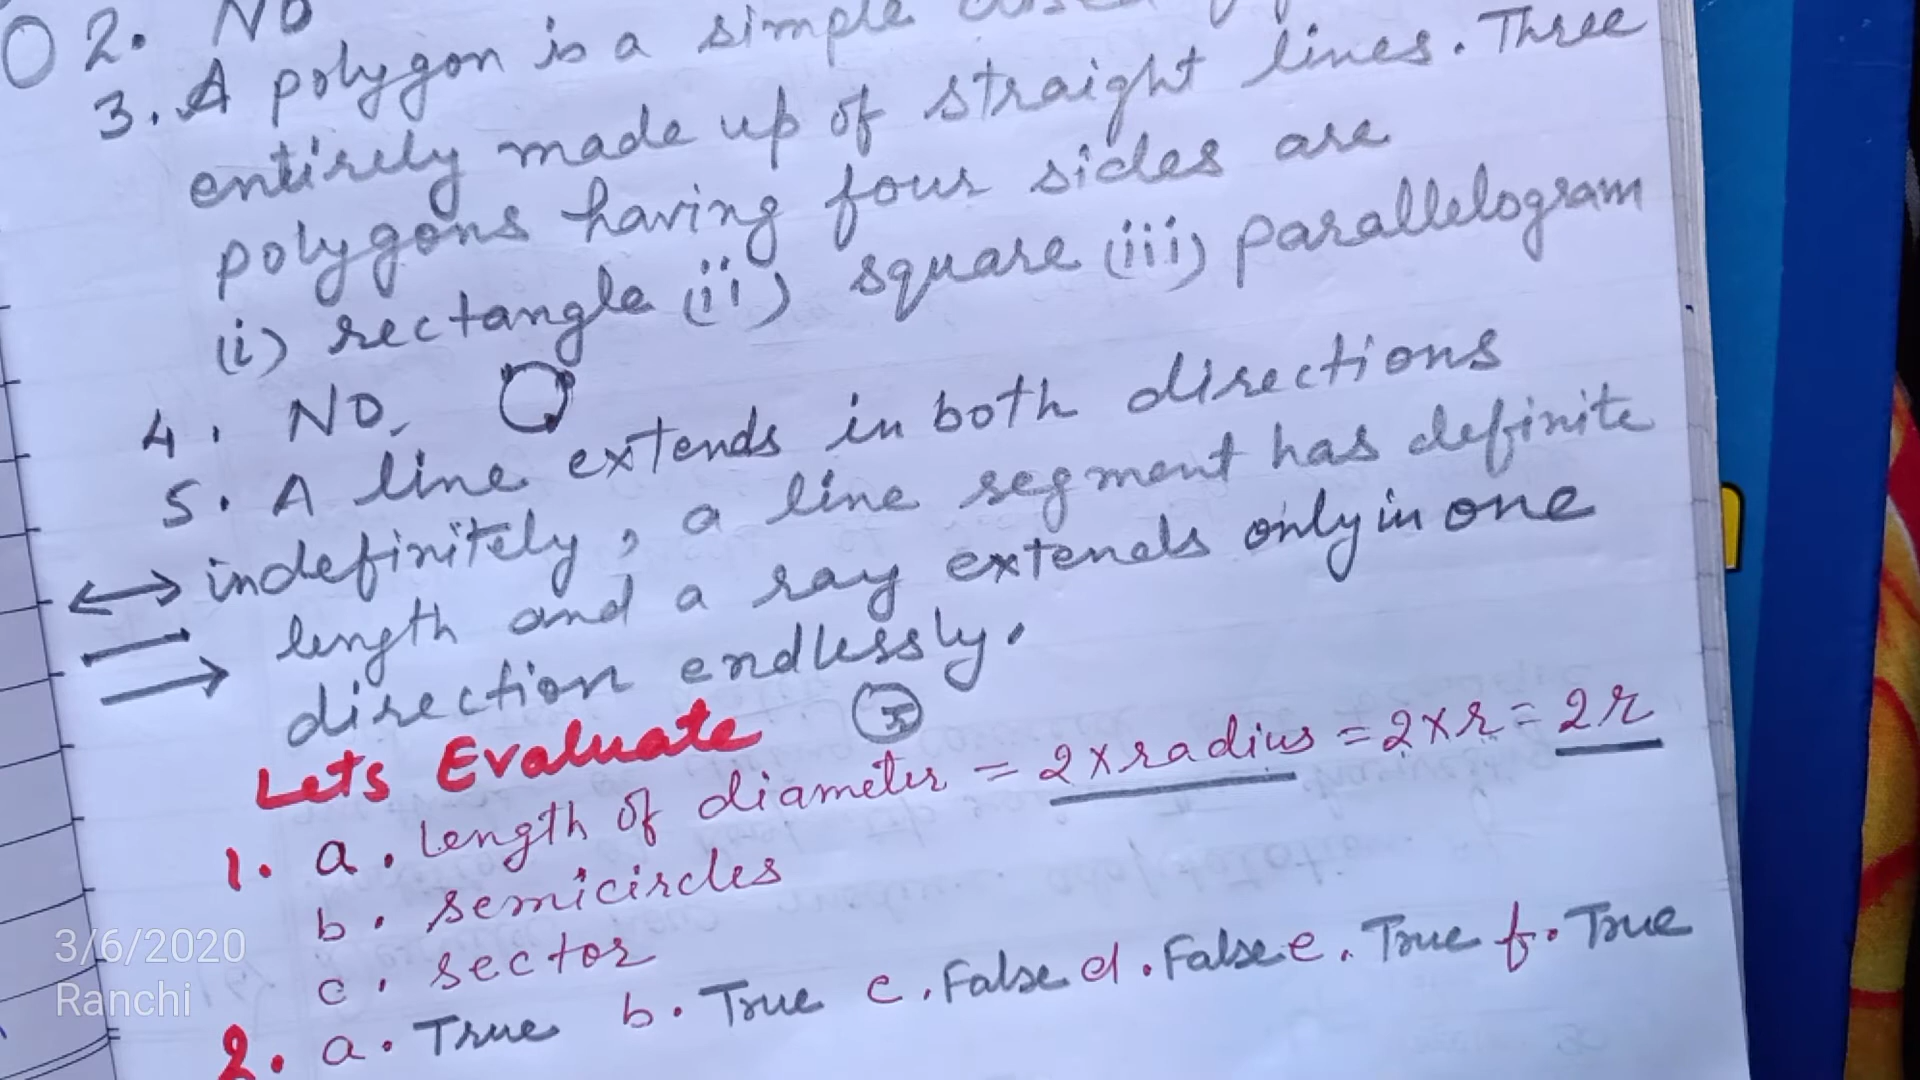 2. NO
3. A polygon is a simple closed
entirely made up of straight lines. Three
polygons having four sides are
(i) rectangle (ii) square (iii) parallelogram
4. NO.
5. A line extends in both directions
indefinitely, a line segment has definite
length and a ray extends only in one
direction endlessly.
Lets Evaluate
1. a. Length of diameter = 2 x radius = 2 x r = 2r
b. semicircles
c. sector
2. a. True b. True c. False d. False e. True f. True
3/6/2020
Ranchi